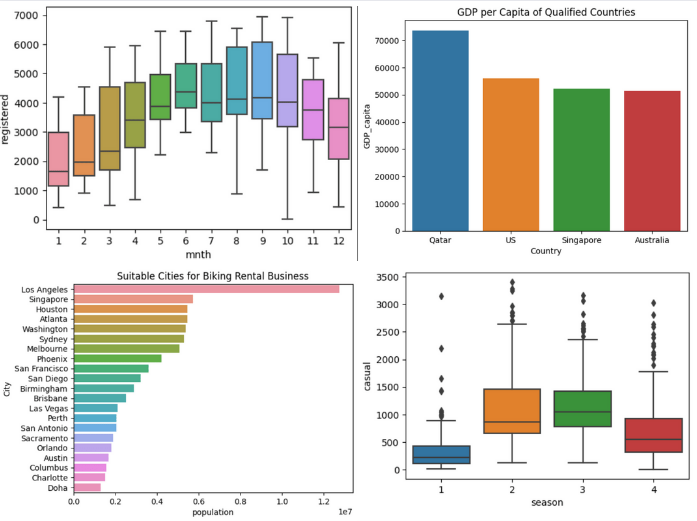 7000
6000
5000
4000
3000
2000
1000
0
registered
1 2 3 4 5 6 7 8 9 10 11 12
mnth
GDP per Capita of Qualified Countries
70000
60000
50000
40000
30000
20000
10000
0
GDP_capita
Qatar US Singapore Australia
Country
Suitable Cities for Biking Rental Business
Los Angeles
Singapore
Houston
Atlanta
Washington
Sydney
Melbourne
Phoenix
San Francisco
San Diego
Birmingham
Brisbane
Las Vegas
Perth
San Antonio
Sacramento
Orlando
Austin
Columbus
Charlotte
Doha
City
0.0 0.2 0.4 0.6 0.8 1.0 1.2
1e7
population
3500
3000
2500
2000
1500
1000
500
0
casual
1 2 3 4
season